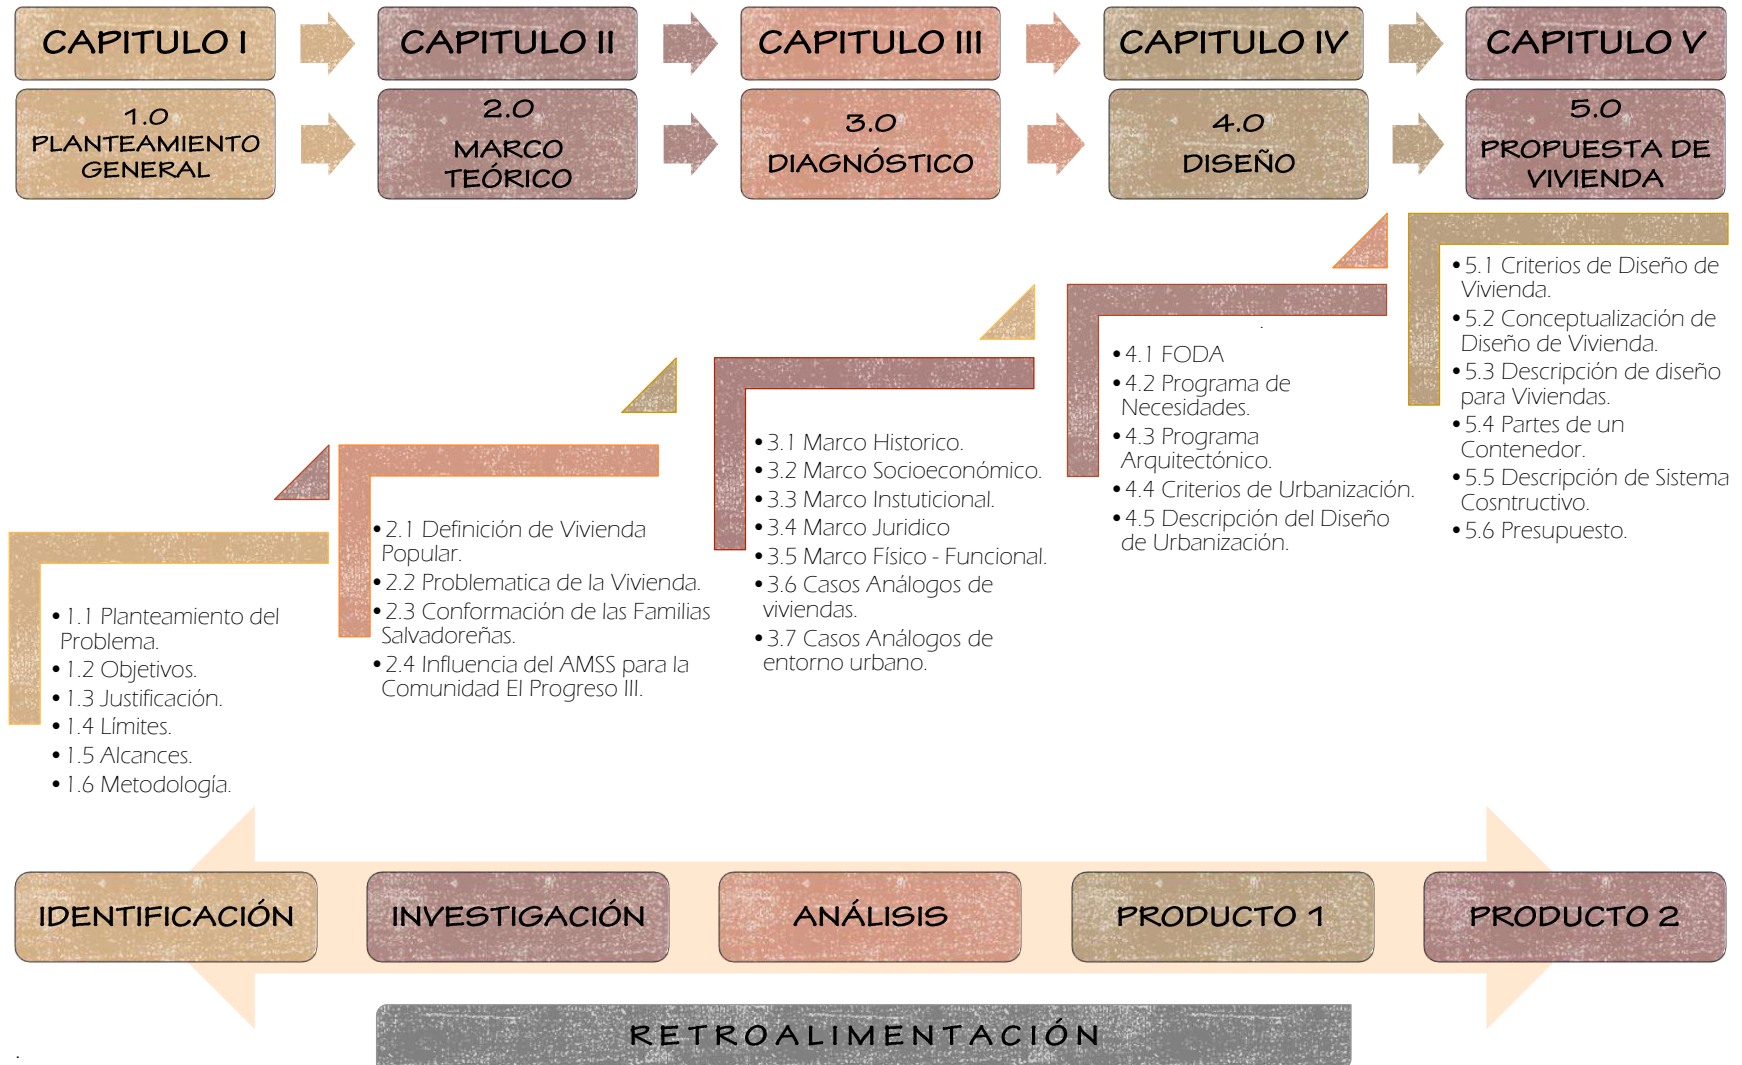 CAPITULO I
CAPITULO II
CAPITULO III
CAPITULO IV
CAPITULO V
1.0
PLANTEAMIENTO
GENERAL
2.0
MARCO
TEÓRICO
3.0
DIAGNÓSTICO
4.0
DISEÑO
5.0
PROPUESTA DE
VIVIENDA
• 1.1 Planteamiento del
Problema.
• 1.2 Objetivos.
• 1.3 Justificación.
• 1.4 Límites.
• 1.5 Alcances.
• 1.6 Metodología.
• 2.1 Definición de Vivienda
Popular.
• 2.2 Problematica de la Vivienda.
• 2.3 Conformación de las Familias
Salvadoreñas.
• 2.4 Influencia del AMSS para la
Comunidad El Progreso III.
• 3.1 Marco Historico.
• 3.2 Marco Socioeconómico.
• 3.3 Marco Instuticional.
• 3.4 Marco Juridico
• 3.5 Marco Físico - Funcional.
• 3.6 Casos Análogos de
viviendas.
• 3.7 Casos Análogos de
entorno urbano.
.
• 4.1 FODA
• 4.2 Programa de
Necesidades.
• 4.3 Programa
Arquitectónico.
• 4.4 Criterios de Urbanización.
• 4.5 Descripción del Diseño
de Urbanización.
• 5.1 Criterios de Diseño de
Vivienda.
• 5.2 Conceptualización de
Diseño de Vivienda.
• 5.3 Descripción de diseño
para Viviendas.
• 5.4 Partes de un
Contenedor.
• 5.5 Descripción de Sistema
Cosntructivo.
• 5.6 Presupuesto.
IDENTIFICACIÓN
INVESTIGACIÓN
ANÁLISIS
PRODUCTO 1
PRODUCTO 2
RETROALIMENTACIÓN
.